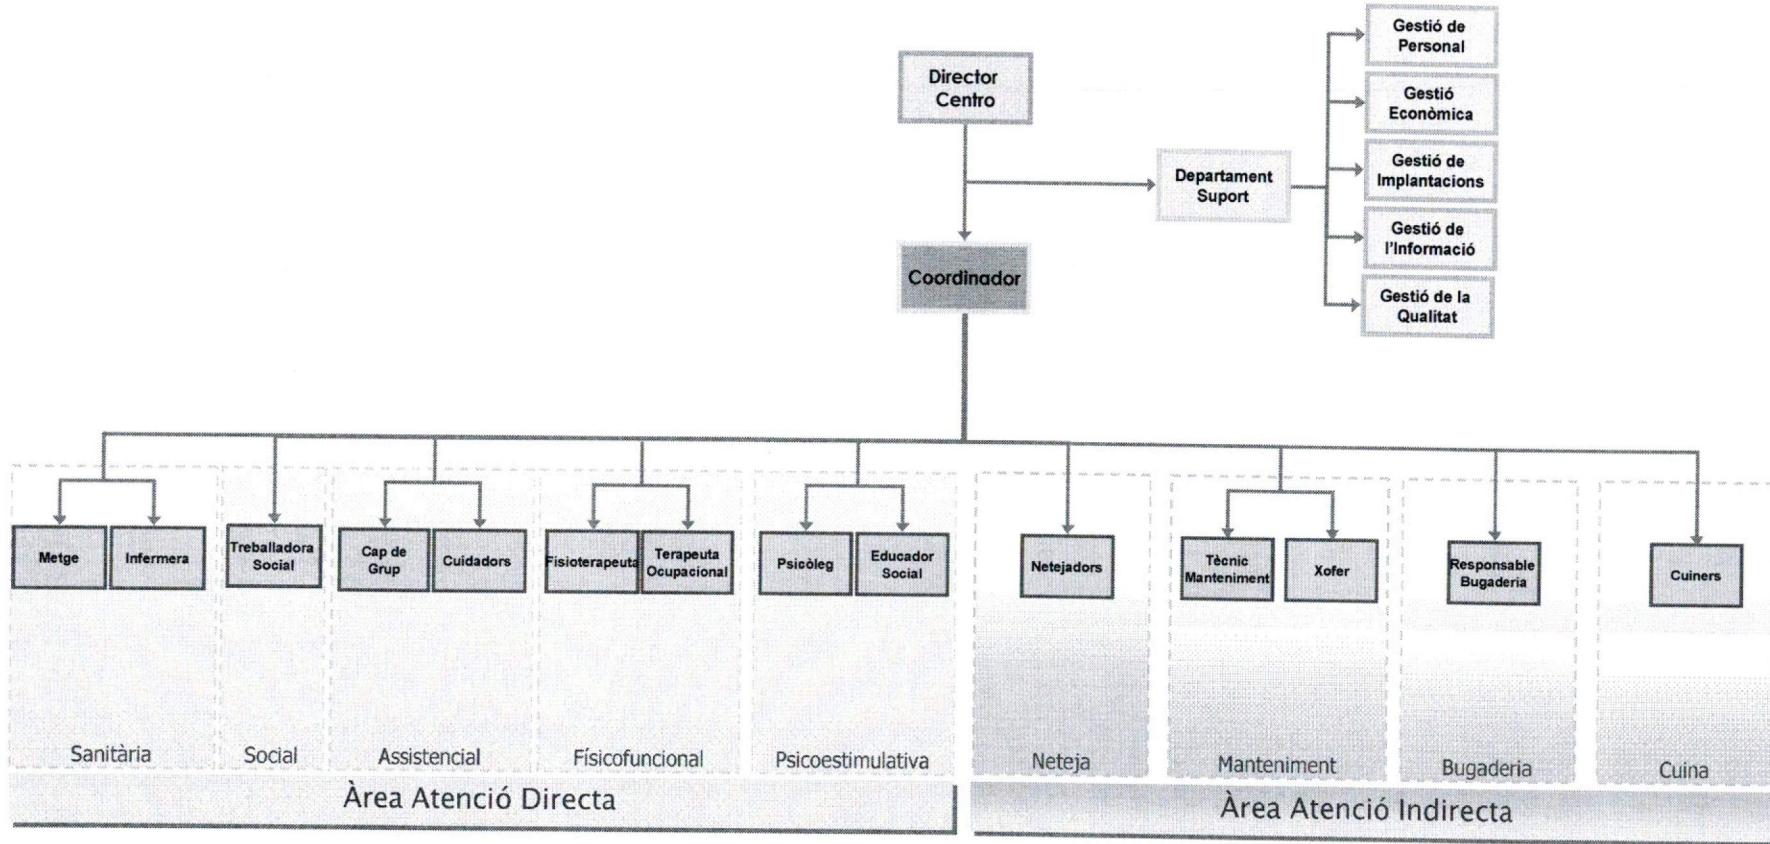 Gestió de
Personal
Director
Centro
Gestió
Econòmica
Departament
Suport
Gestió de
Implantacions
Gestió de
l'Informació
Coordinador
Gestió de la
Qualitat
Metge
Infermera
Treballadora
Social
Cap de
Grup
Cuidadors
Fisioterapeuta
Terapeuta
Ocupacional
Psicòleg
Educador
Social
Netejadors
Tècnic
Manteniment
Xofer
Responsable
Bugaderia
Cuiners
Sanitària
Social
Assistencial
Físicofuncional
Psicoestimulativa
Neteja
Manteniment
Bugaderia
Cuina
Àrea Atenció Directa
Àrea Atenció Indirecta